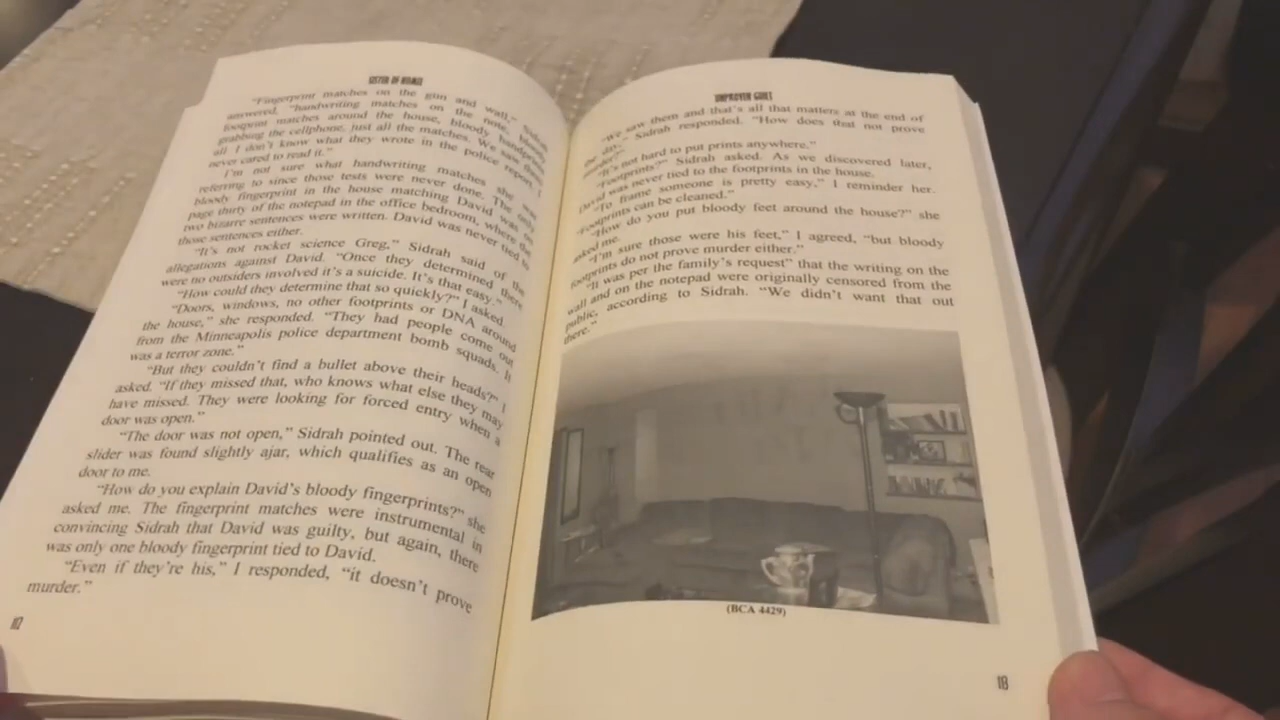 SISTER OF
"Fingerprint matches on the gun and wall," Sidrah
answered, "handwriting matches on the note, bloody
footprint matches around the house, bloody handprint
grabbing the cellphone, just all the matches. We saw them
all. I don't know what they wrote in the police report. I
never cared to read it."
I'm not sure what handwriting matches she was
referring to since those tests were never done. The only
bloody fingerprint in the house matching David was on
page thirty of the notepad in the office bedroom, where the
two bizarre sentences were written. David was never tied to
those sentences either.
"It's not rocket science Greg," Sidrah said of the
allegations against David. "Once they determined there
were no outsiders involved it's a suicide. It's that easy."
"How could they determine that so quickly?" I asked.
"Doors, windows, no other footprints or DNA around
the house," she responded. "They had people come out
from the Minneapolis police department bomb squads. It
was a terror zone."
"But they couldn't find a bullet above their heads?" I
asked. "If they missed that, who knows what else they may
have missed. They were looking for forced entry when a
door was open."
"The door was not open," Sidrah pointed out. The rear
slider was found slightly ajar, which qualifies as an open
door to me.
"How do you explain David's bloody fingerprints?" she
asked me. The fingerprint matches were instrumental in
convincing Sidrah that David was guilty, but again, there
was only one bloody fingerprint tied to David.
"Even if they're his," I responded, "it doesn't prove
murder."
UNPROVEN GUILT
"We saw them and that's all that matters at the end of
the day," Sidrah responded. "How does that not prove
murder?"
"It's not hard to put prints anywhere."
"Footprints?" Sidrah asked. As we discovered later,
David was never tied to the footprints in the house.
"To frame someone is pretty easy," I reminder her.
"Footprints can be cleaned."
"How do you put bloody feet around the house?" she
asked me.
"I'm sure those were his feet," I agreed, "but bloody
footprints do not prove murder either."
"It was per the family's request" that the writing on the
wall and on the notepad were originally censored from the
public, according to Sidrah. "We didn't want that out
there."
(BCA 4429)